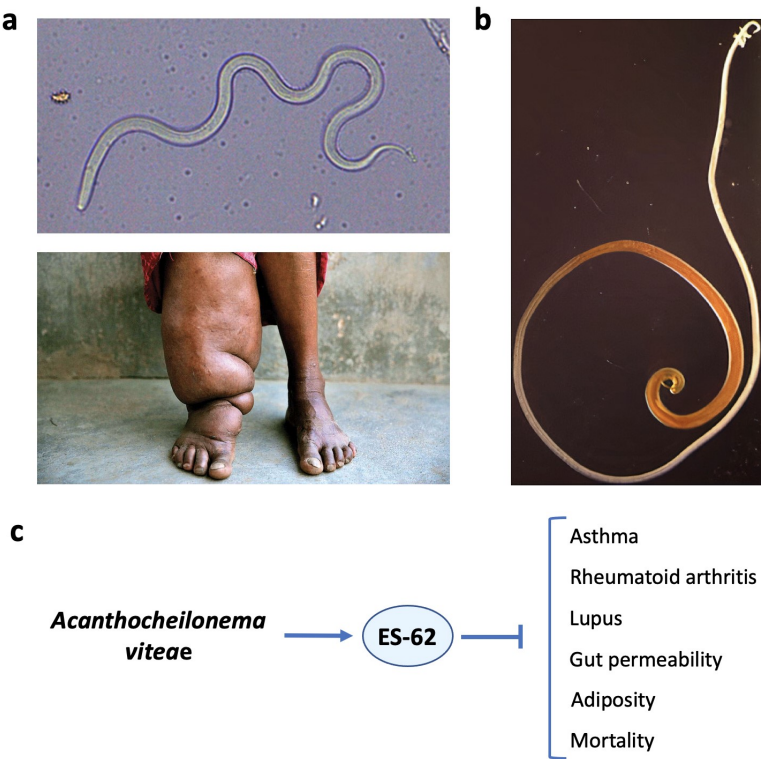 a
b
c
Acanthocheilonema
viteae
ES-62
Asthma
Rheumatoid arthritis
Lupus
Gut permeability
Adiposity
Mortality